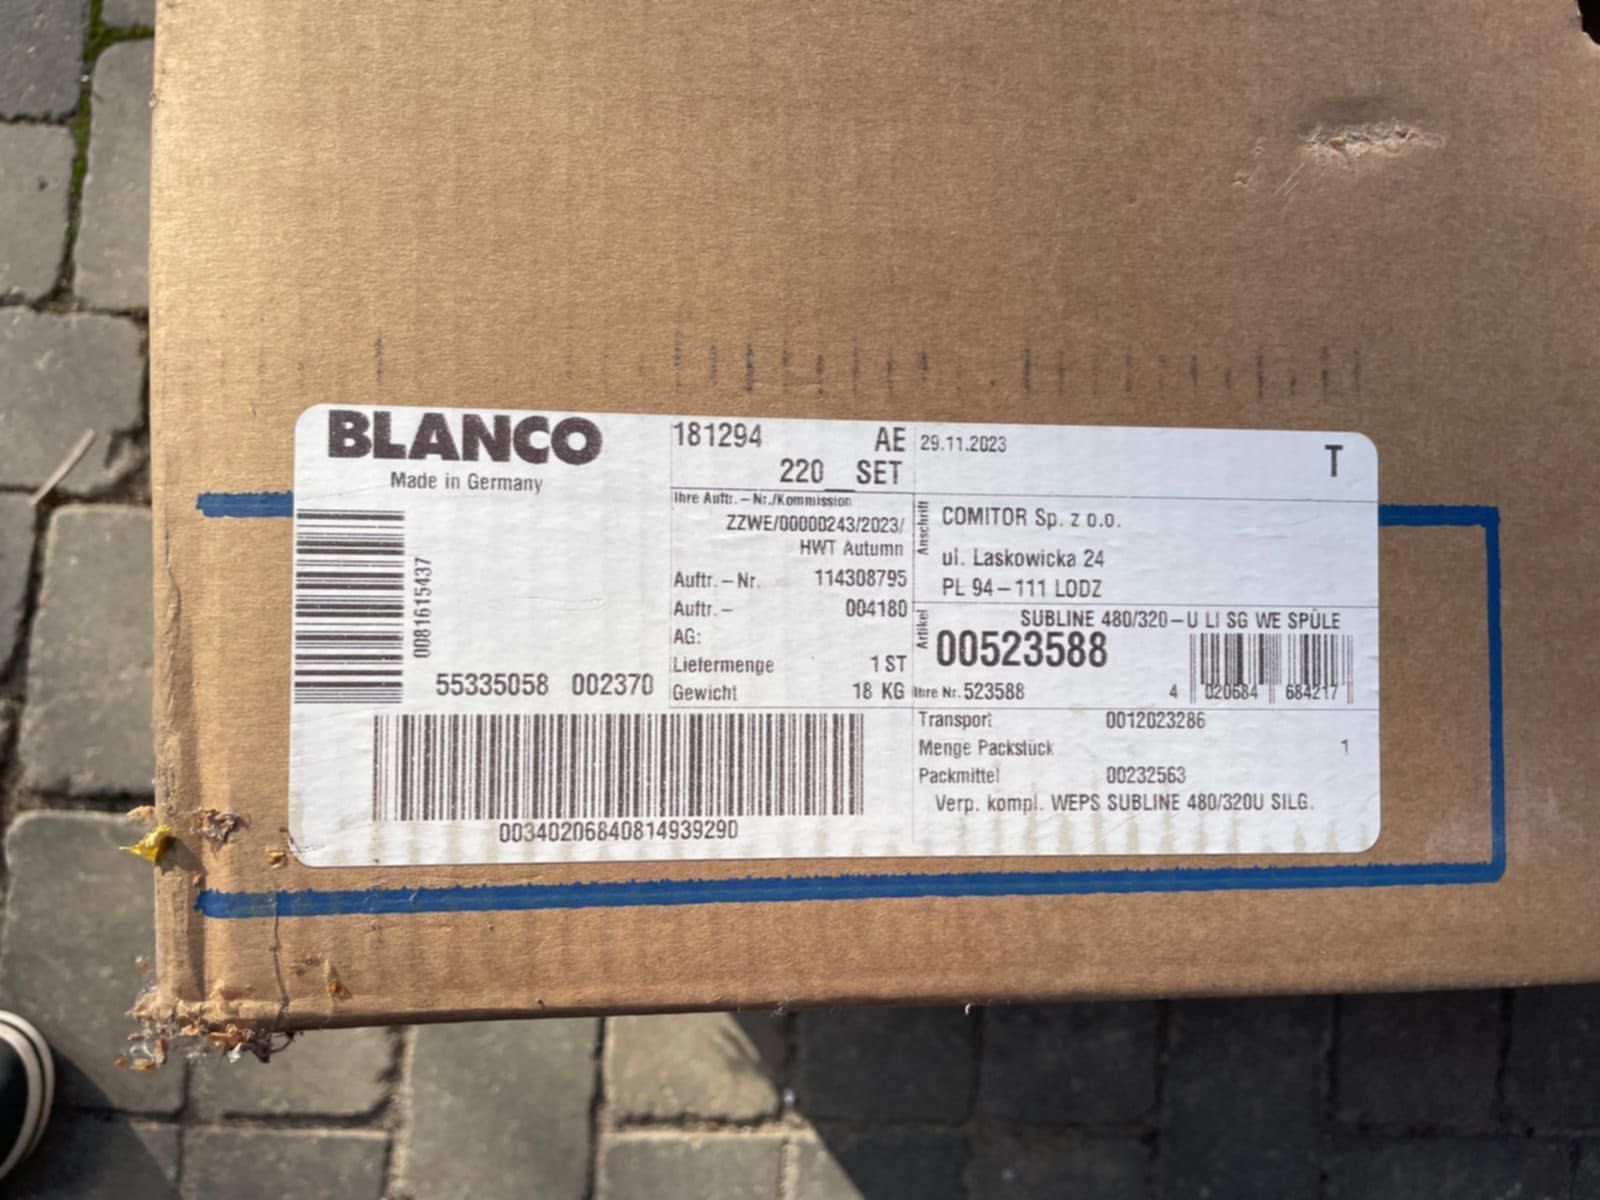 BLANCO
Made in Germany
0081615437
55335058 002370
181294 AE
220 SET
Ihre Auftr.-Nr./Kommission
ZZWE/00000243/2023/
HWT Autumn
Auftr.-Nr. 114308795
Auftr.- 004180
AG:
Liefermenge 1 ST
Gewicht 18 KG
29.11.2023 T
Anschrift
COMITOR Sp. z o.o.
ul. Laskowicka 24
PL 94-111 LODZ
Artikel
SUBLINE 480/320-U LI SG WE SPÜLE
00523588
Ihre Nr. 523588
4 020684 684217
Transport 0012023286
Menge Packstück 1
Packmittel 00232563
Verp. kompl. WEPS SUBLINE 480/320U SILG.
00340206840814939290